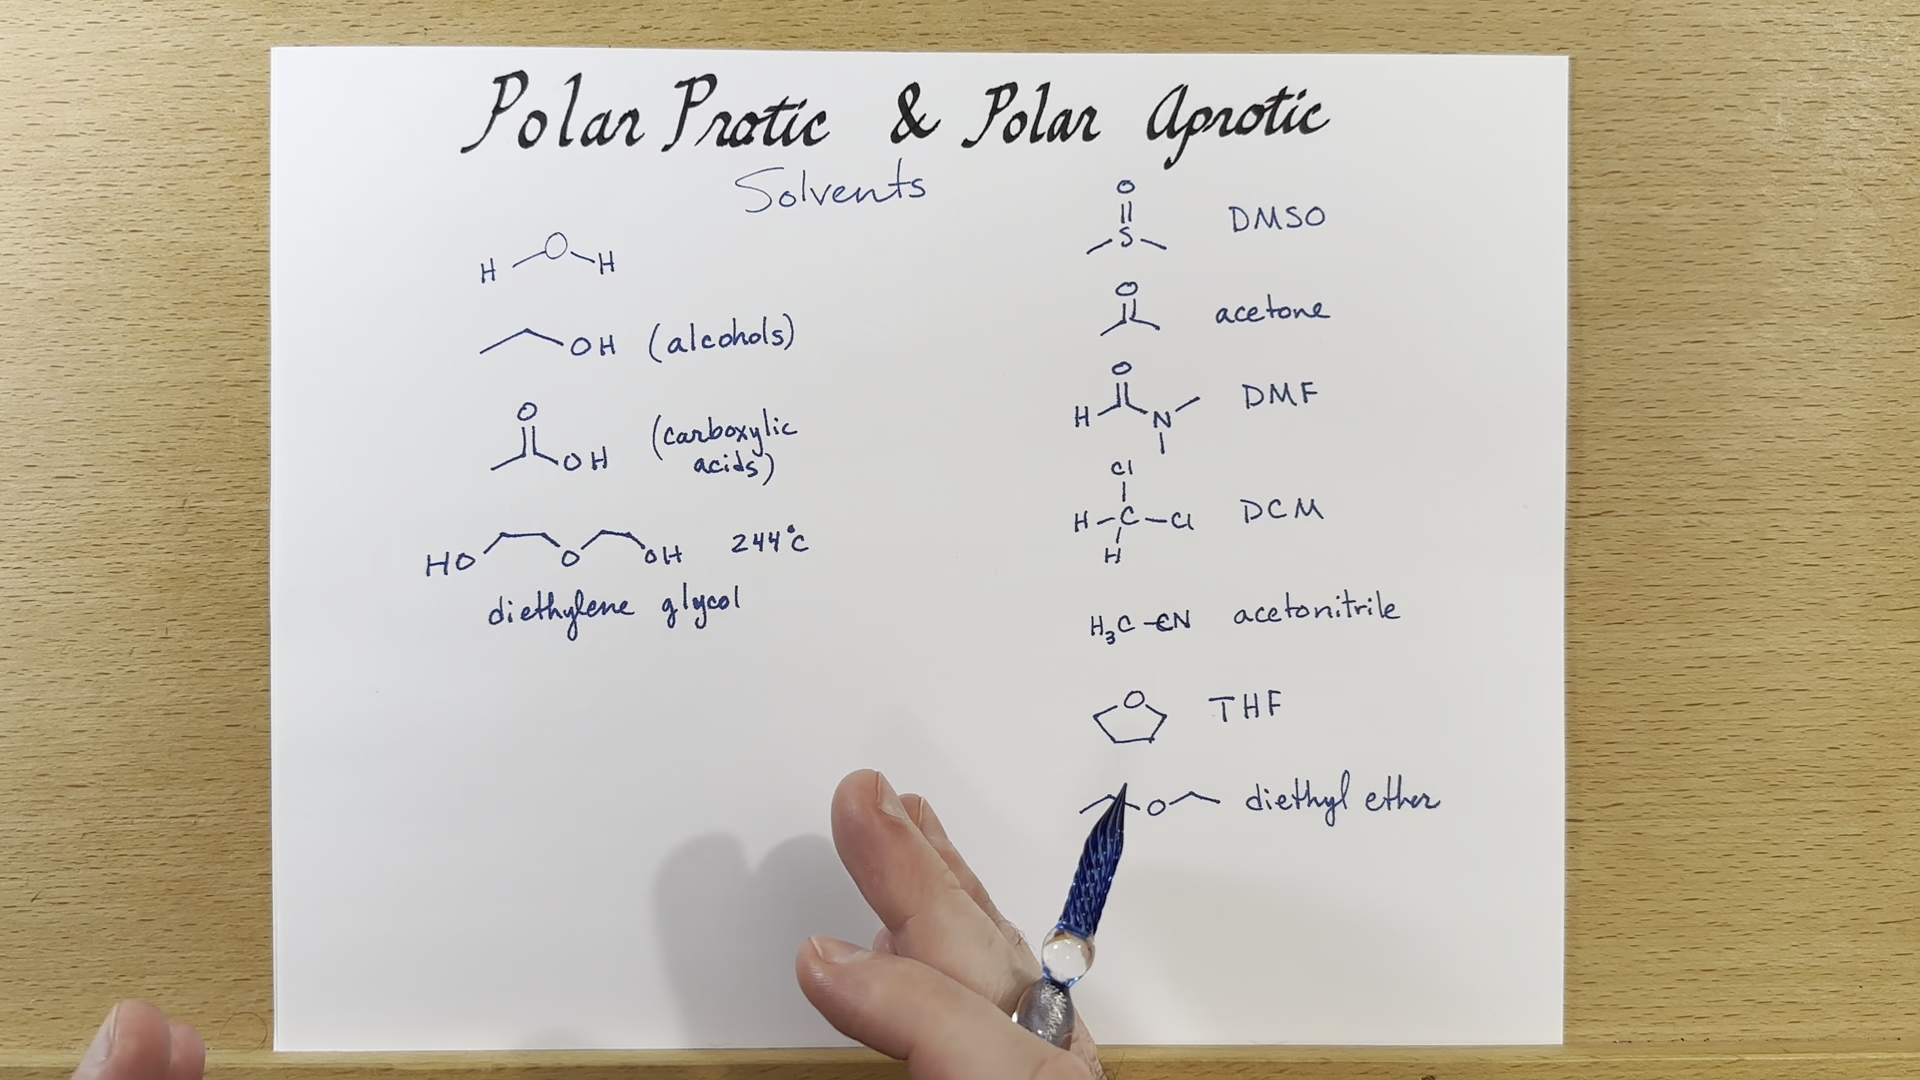 Polar Protic & Polar Aprotic
Solvents
H O H
OH (alcohols)
O
OH (carboxylic
acids)
HO O OH 244°C
diethylene glycol
O
S DMSO
O
acetone
O
H N DMF
Cl
H-C-Cl DCM
H
H₃C-CN acetonitrile
O THF
O diethyl ether